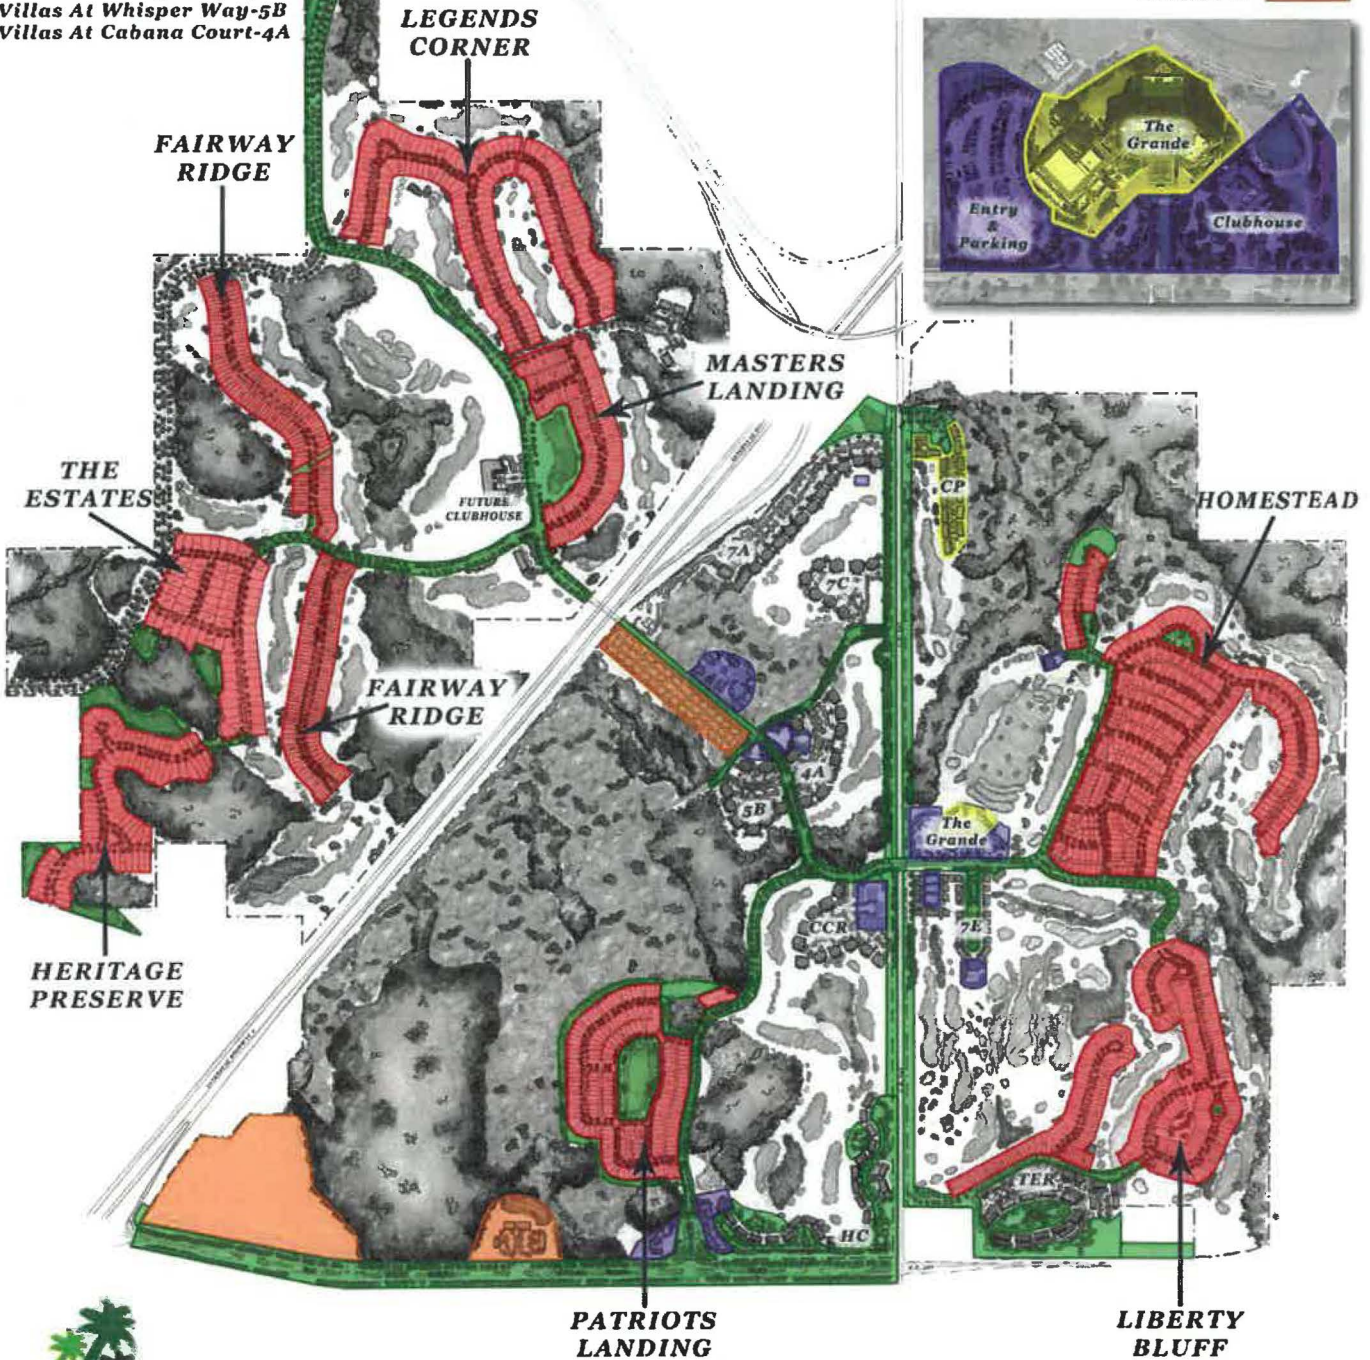 Villas At Whisper Way-5B
Villas At Cabana Court-4A
LEGENDS
CORNER
FAIRWAY
RIDGE
The
Grande
Entry
&
Parking
Clubhouse
MASTERS
LANDING
THE
ESTATES
FUTURE
CLUBHOUSE
CP
HOMESTEAD
7A
7C
FAIRWAY
RIDGE
4A
5B
The
Grande
CCR
7E
HERITAGE
PRESERVE
TER
HC
PATRIOTS
LANDING
LIBERTY
BLUFF